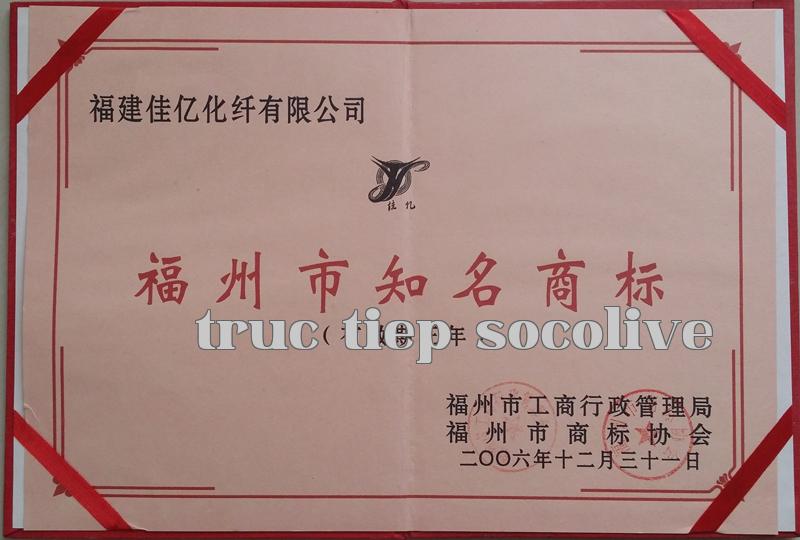 福建佳亿化纤有限公司
佳亿
福州市知名商标
truc tiep socolive
年
福州市工商行政管理局
福州市商标协会
二〇〇六年十二月三十一日